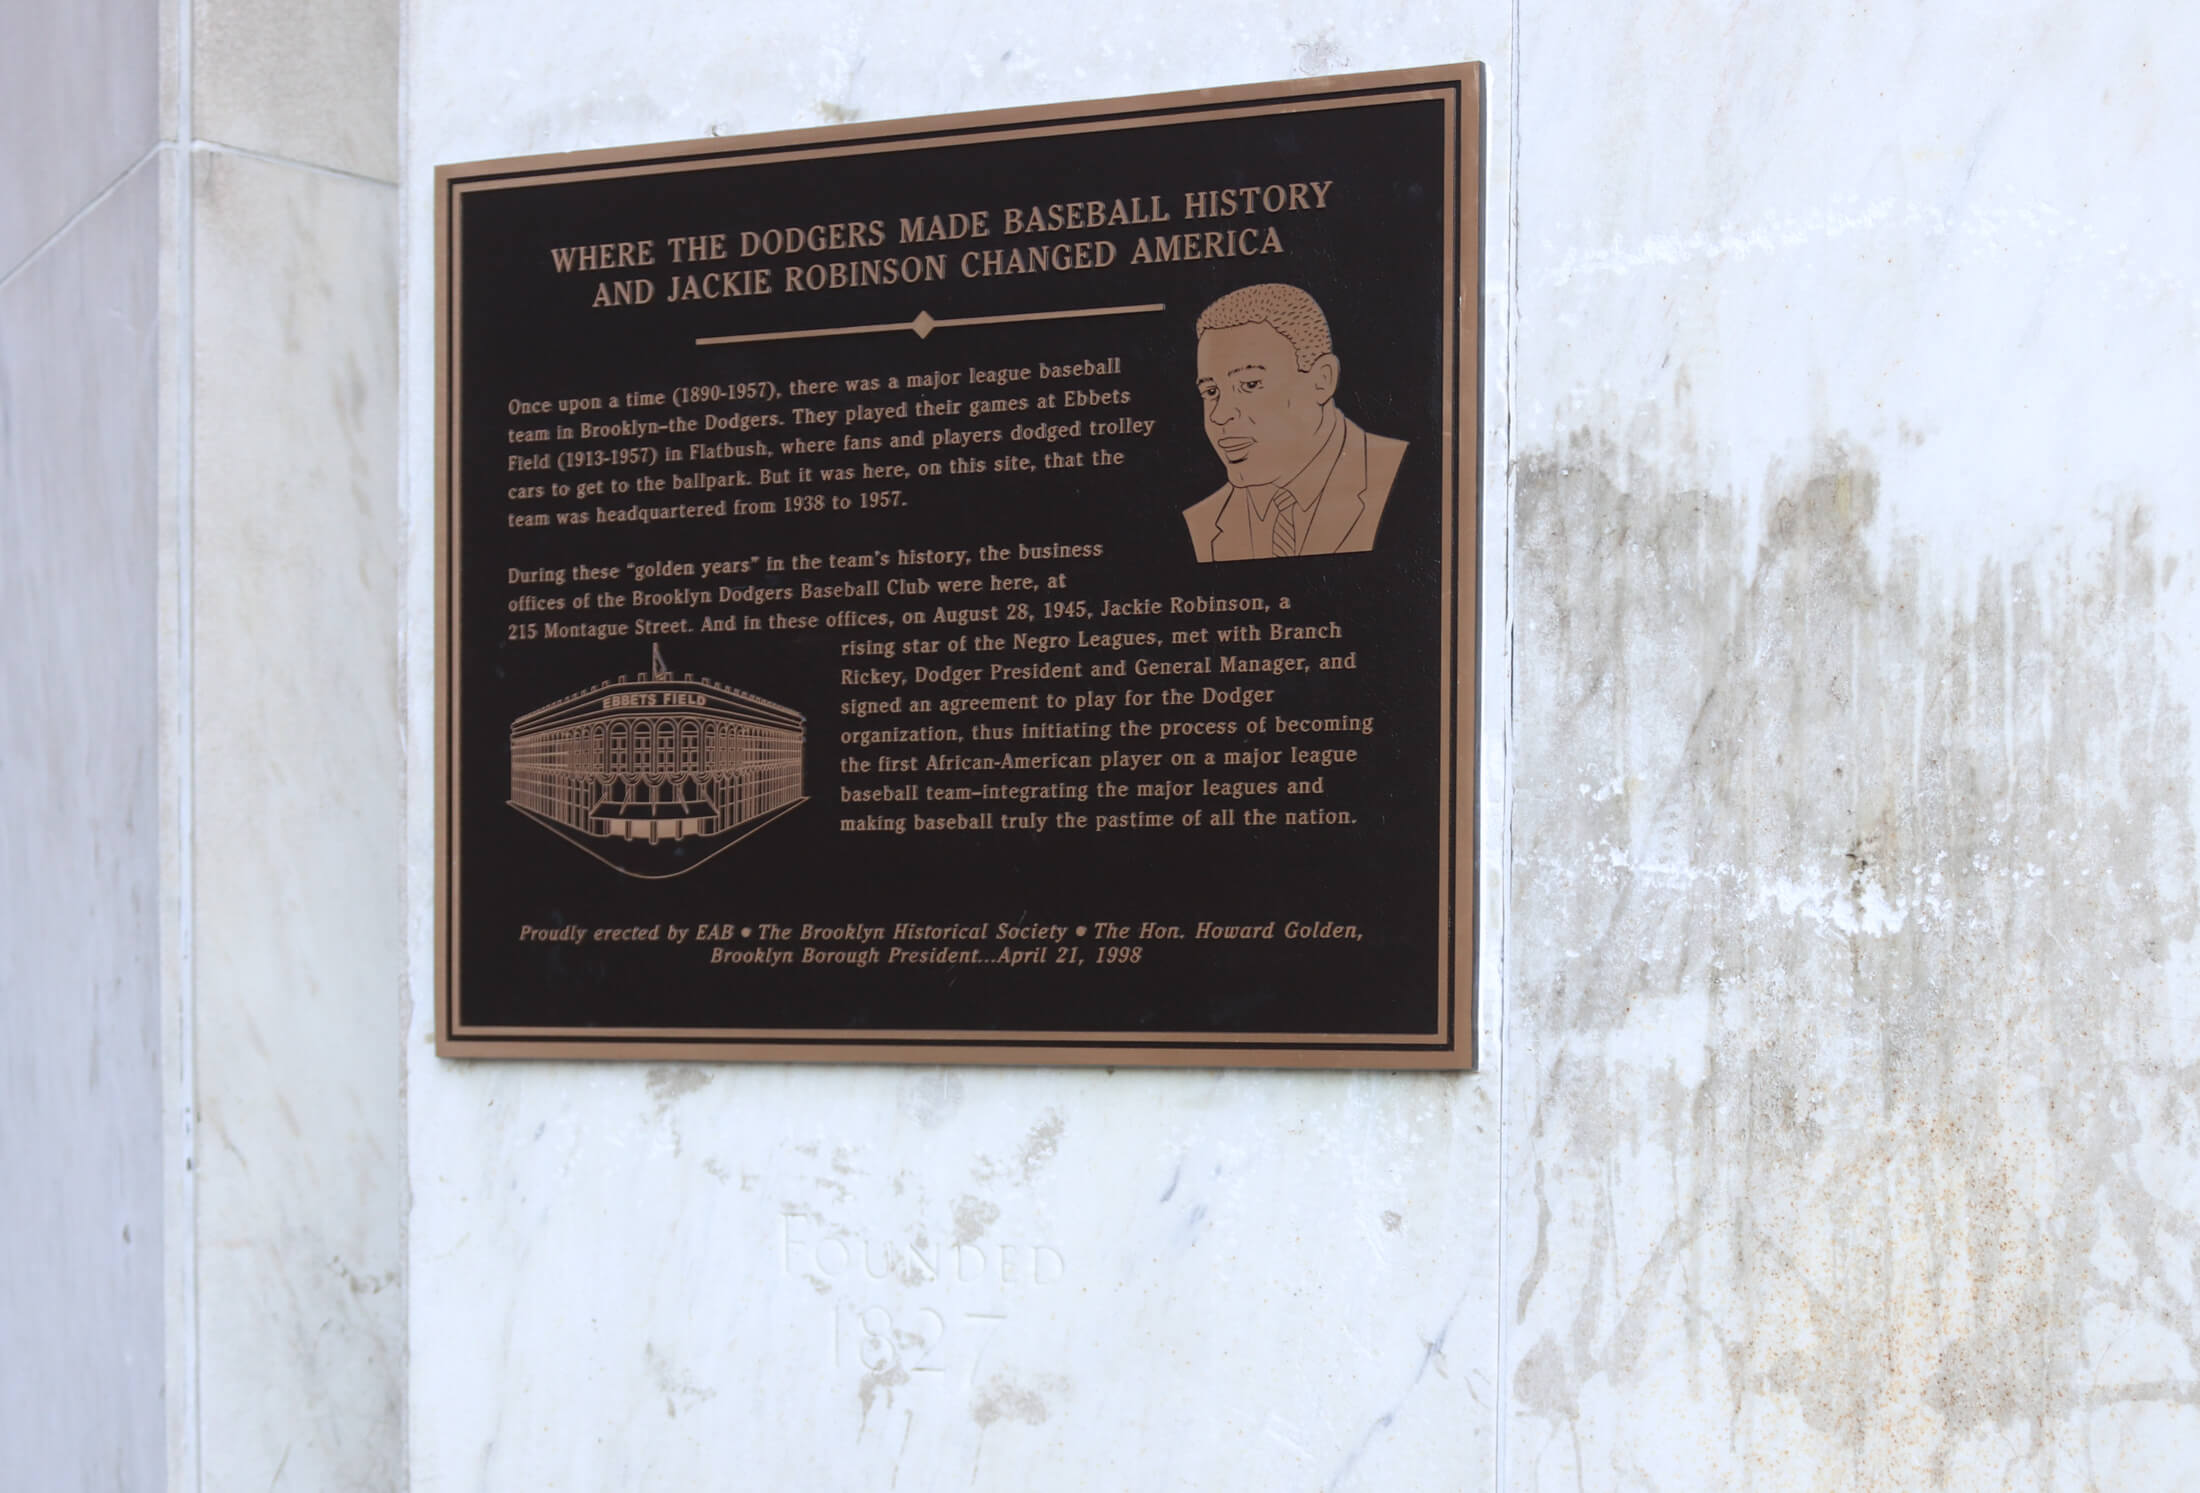 WHERE THE DODGERS MADE BASEBALL HISTORY
AND JACKIE ROBINSON CHANGED AMERICA
Once upon a time (1890-1957), there was a major league baseball
team in Brooklyn–the Dodgers. They played their games at Ebbets
Field (1913-1957) in Flatbush, where fans and players dodged trolley
cars to get to the ballpark. But it was here, on this site, that the
team was headquartered from 1938 to 1957.
During these “golden years” in the team’s history, the business
offices of the Brooklyn Dodgers Baseball Club were here, at
215 Montague Street. And in these offices, on August 28, 1945, Jackie Robinson, a
rising star of the Negro Leagues, met with Branch
Rickey, Dodger President and General Manager, and
signed an agreement to play for the Dodger
organization, thus initiating the process of becoming
the first African-American player on a major league
baseball team–integrating the major leagues and
making baseball truly the pastime of all the nation.
EBBETS FIELD
Proudly erected by EAB • The Brooklyn Historical Society • The Hon. Howard Golden,
Brooklyn Borough President...April 21, 1998
FOUNDED
1827